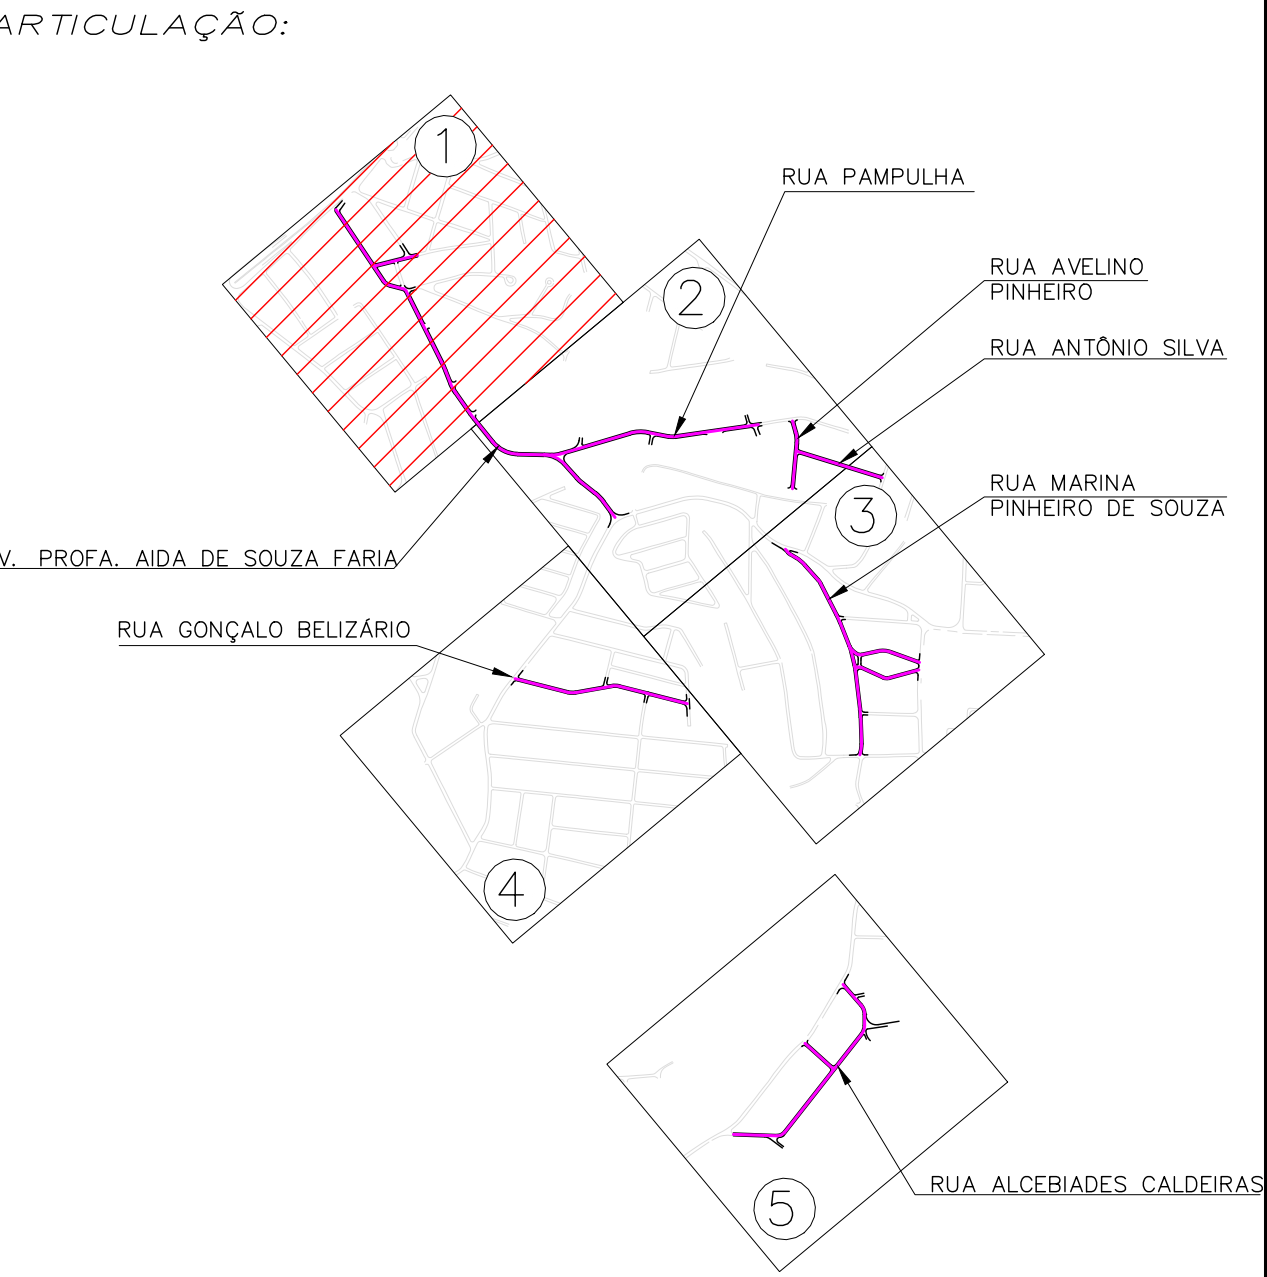 ARTICULAÇÃO:
1
RUA PAMPULHA
2
RUA AVELINO
PINHEIRO
RUA ANTÔNIO SILVA
RUA MARINA
PINHEIRO DE SOUZA
3
V. PROFA. AIDA DE SOUZA FARIA
RUA GONÇALO BELIZÁRIO
4
RUA ALCEBIADES CALDEIRAS
5